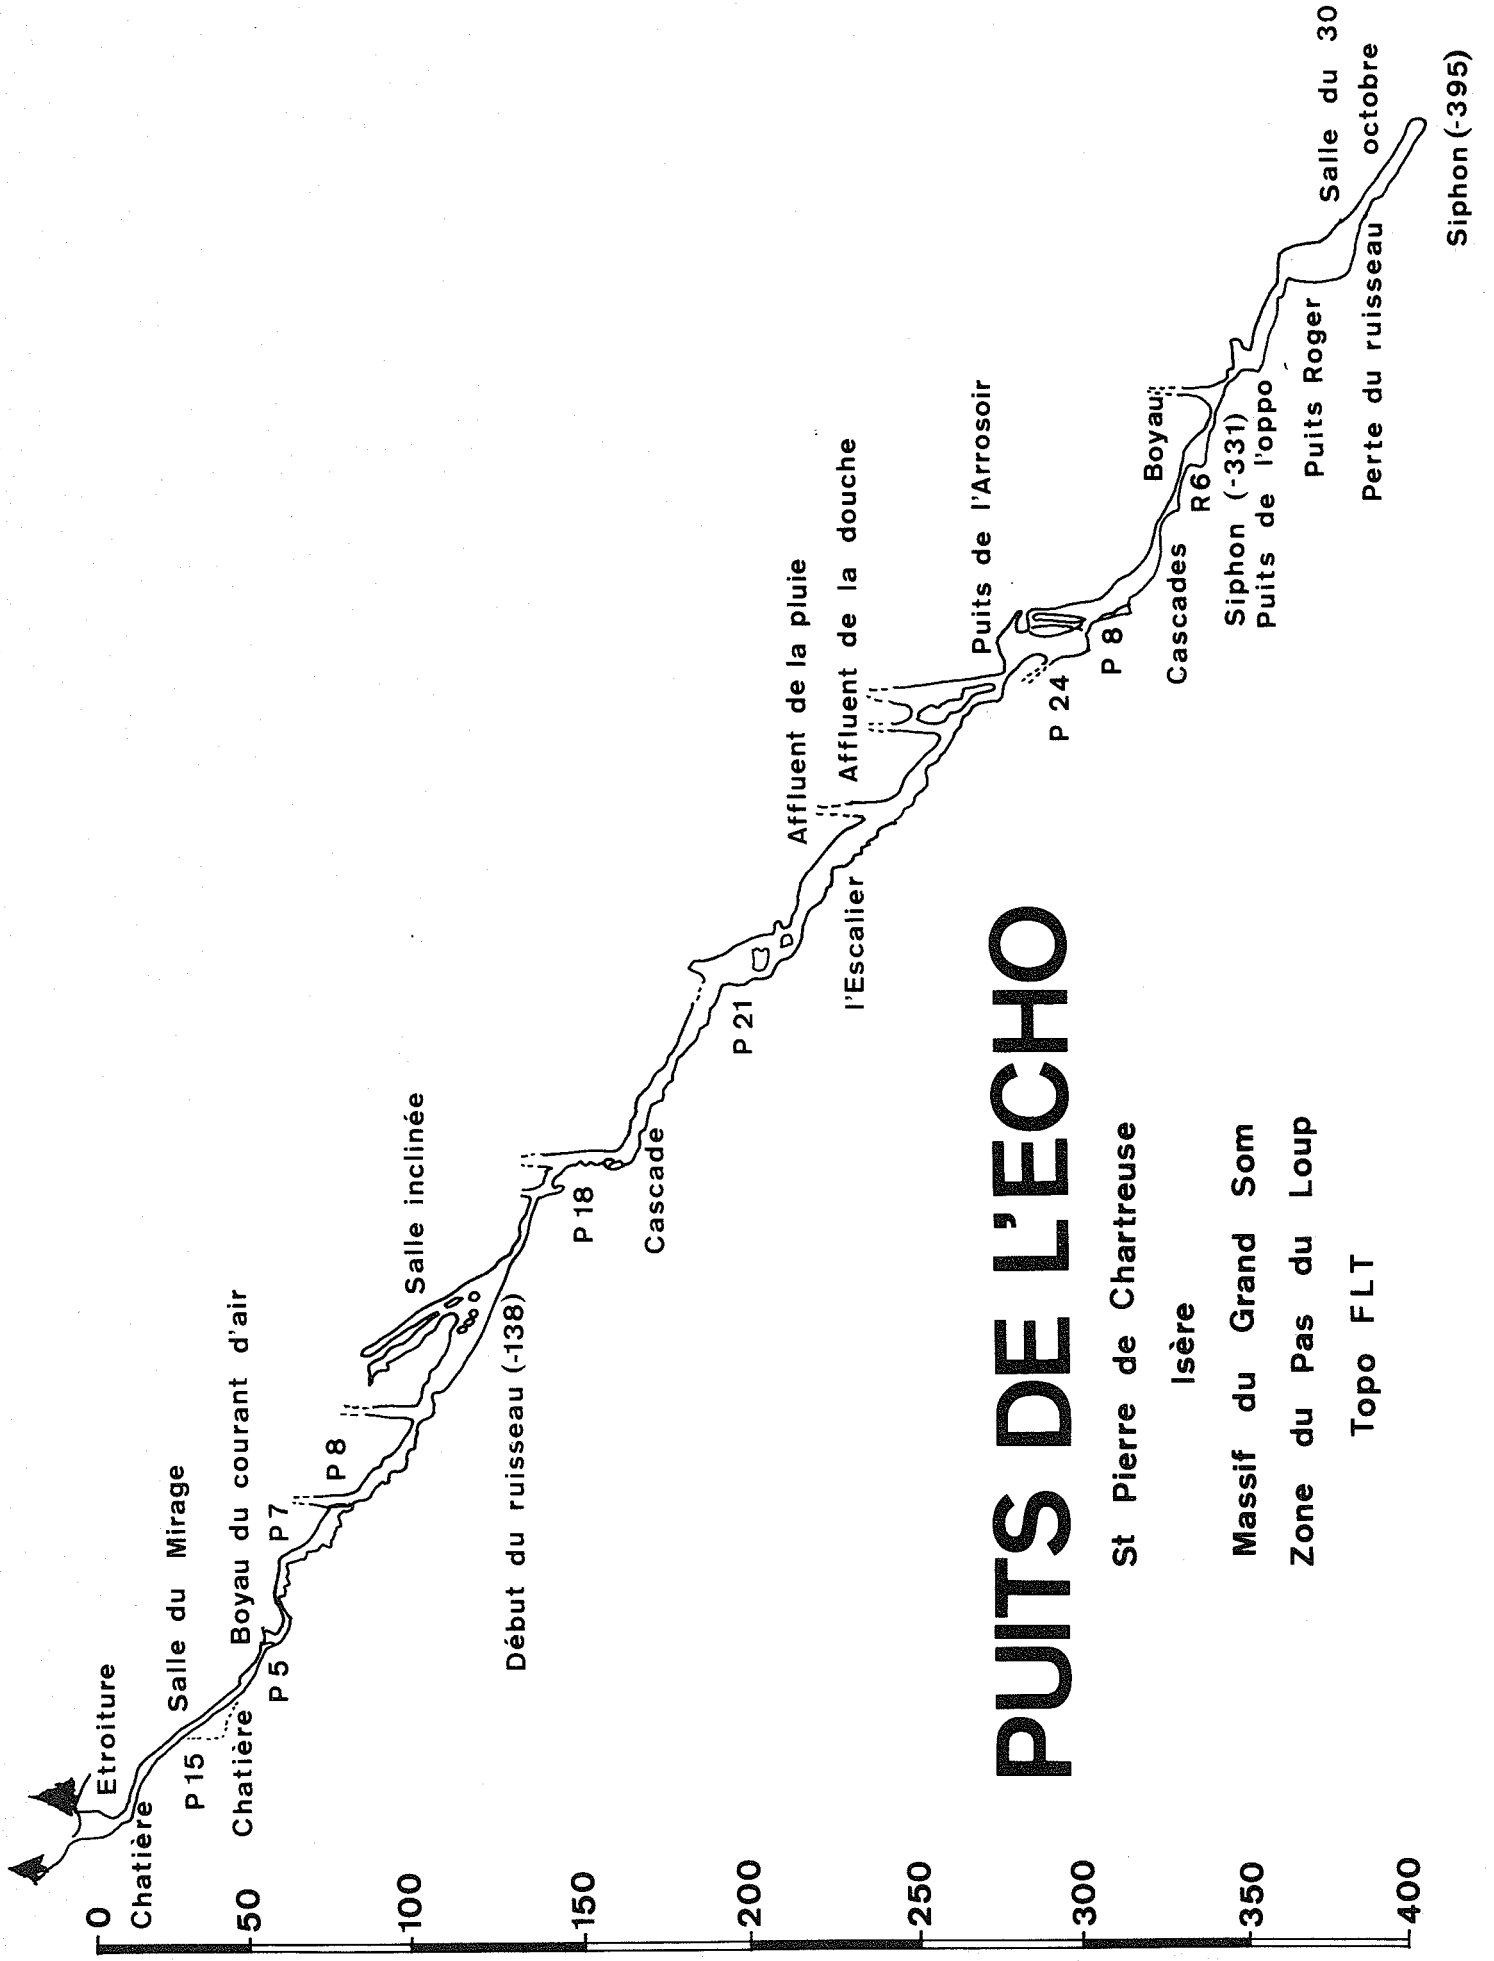 0
50
100
150
200
250
300
350
400
Etroiture
Chatière
P 15
Salle du Mirage
Chatière
Boyau du courant d'air
P 5
P 7
P 8
Salle inclinée
Début du ruisseau (-138)
P 18
Cascade
P 21
Affluent de la pluie
Affluent de la douche
l'Escalier
Puits de l'Arrosoir
P 24
P 8
Cascades
Boyau
R6
Siphon (-331)
Puits de l'oppo
Puits Roger
Salle du 30
octobre
Perte du ruisseau
Siphon (-395)
PUITS DE L'ECHO
St Pierre de Chartreuse
Isère
Massif du Grand Som
Zone du Pas du Loup
Topo FLT